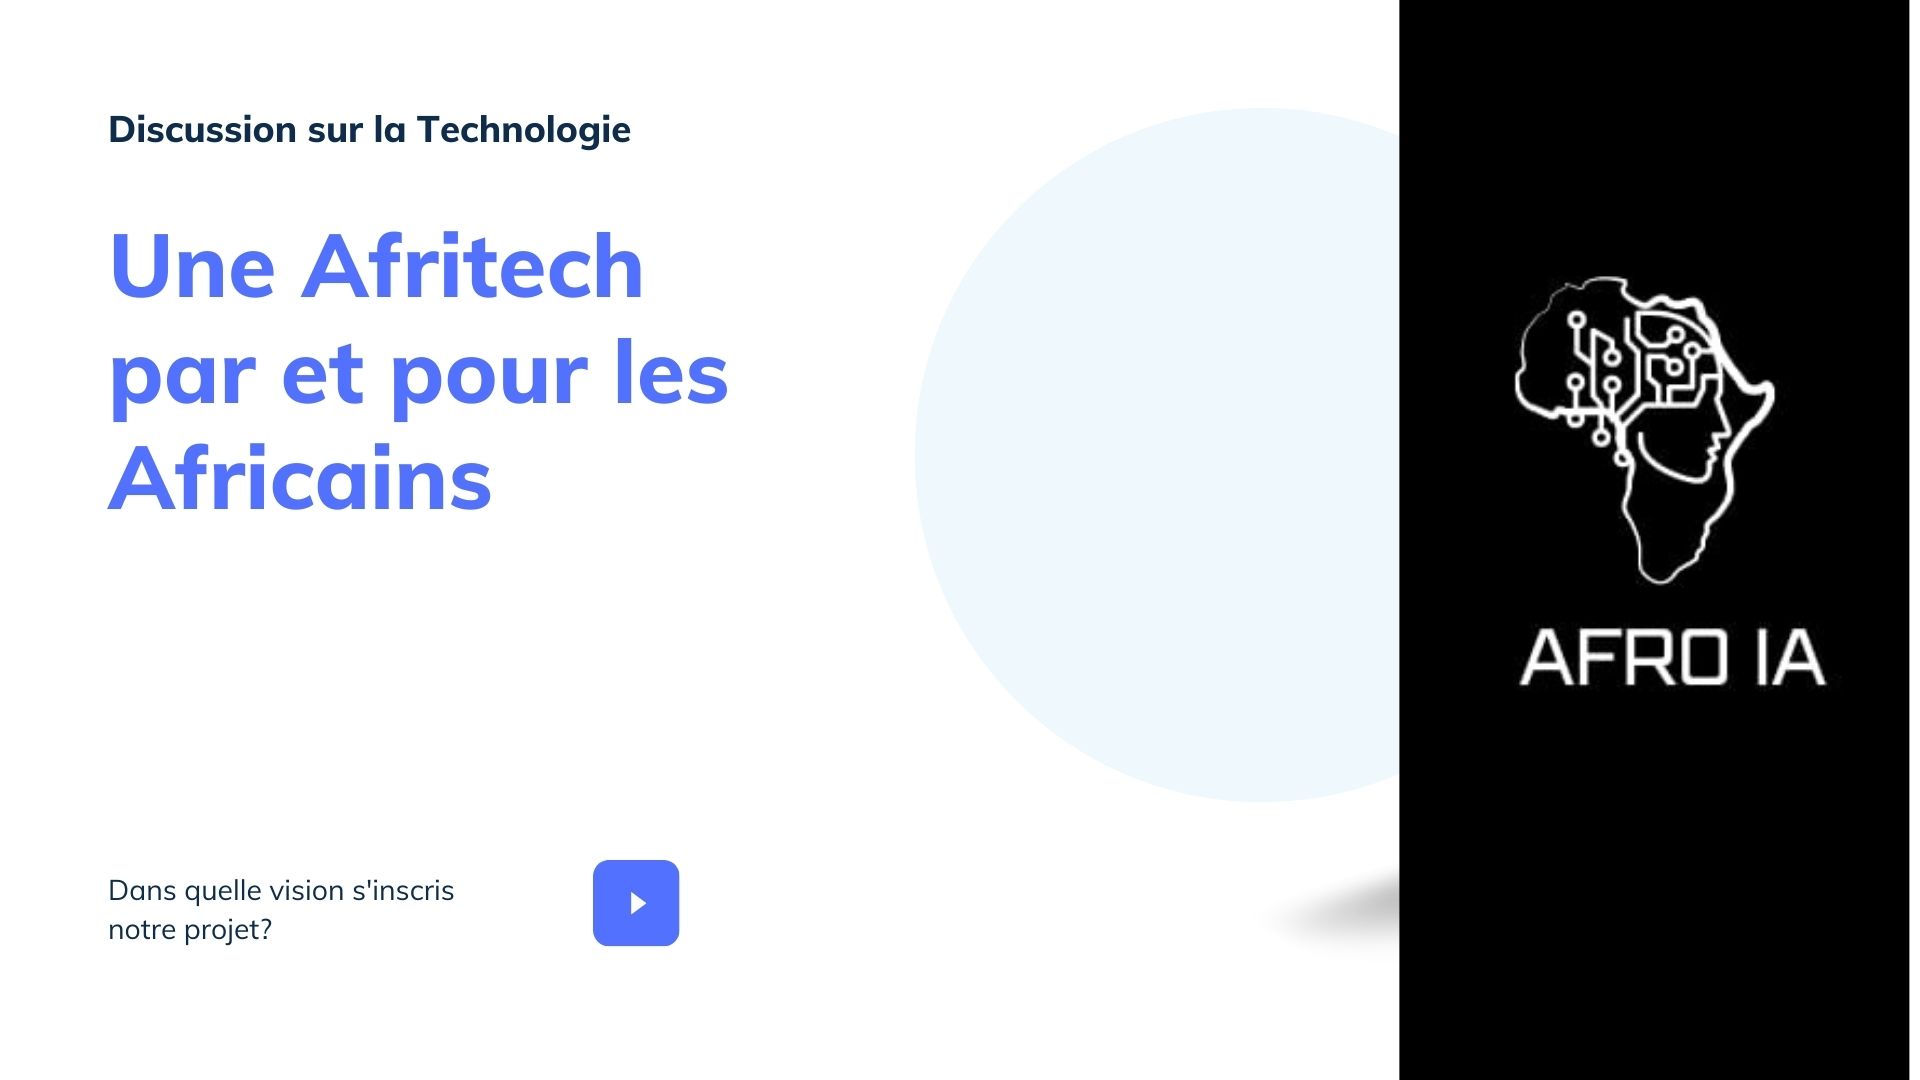 Discussion sur la Technologie
Une Afritech
par et pour les
Africains
Dans quelle vision s'inscris
notre projet?
AFRO IA